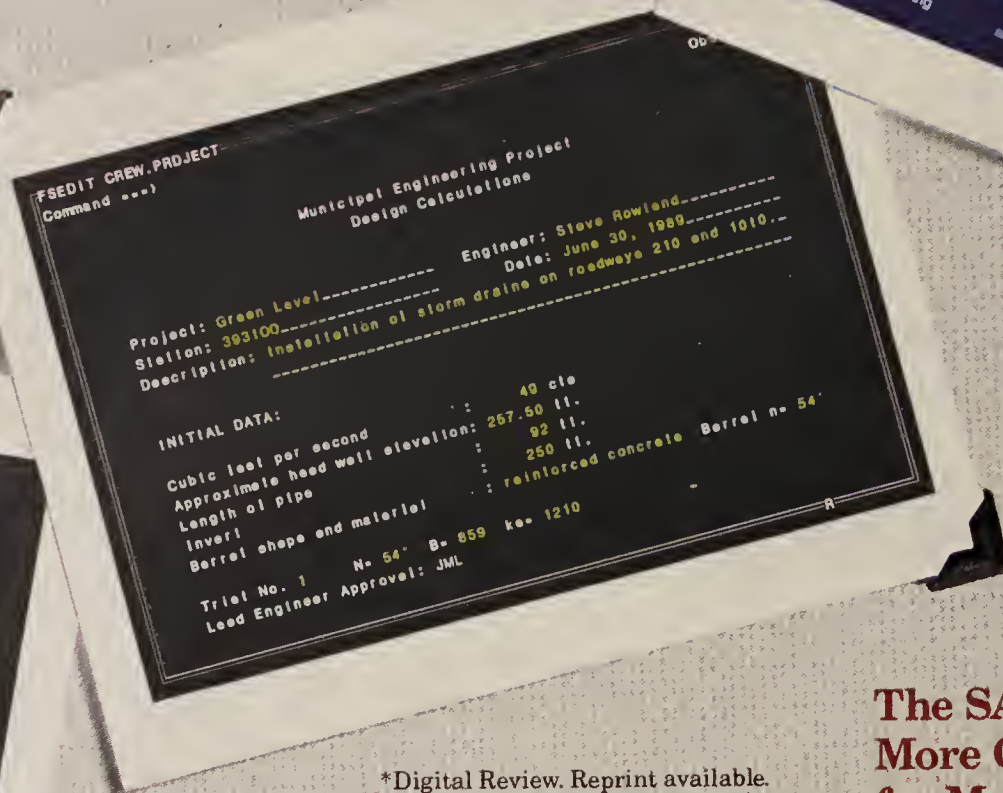 ng
Ob
FSEDIT CREW.PROJECT
Command ===>
Municipal Engineering Project
Design Calculations
Engineer: Steve Rowland
Date: June 30, 1989
Project: Green Level
Station: 393100
Description: Installation of storm drains on roadways 210 and 1010.
INITIAL DATA:
Cubic feet per second : 49 cfs
Approximate head wall elevation: 257.50 ft.
Length of pipe : 92 ft.
Invert : 250 ft.
Barrel shape and material : reinforced concrete Barrel n= 54"
Trial No. 1 N= 54" B= 859 ke= 1210
Lead Engineer Approval: JML
R
*Digital Review. Reprint available.
The SA
More